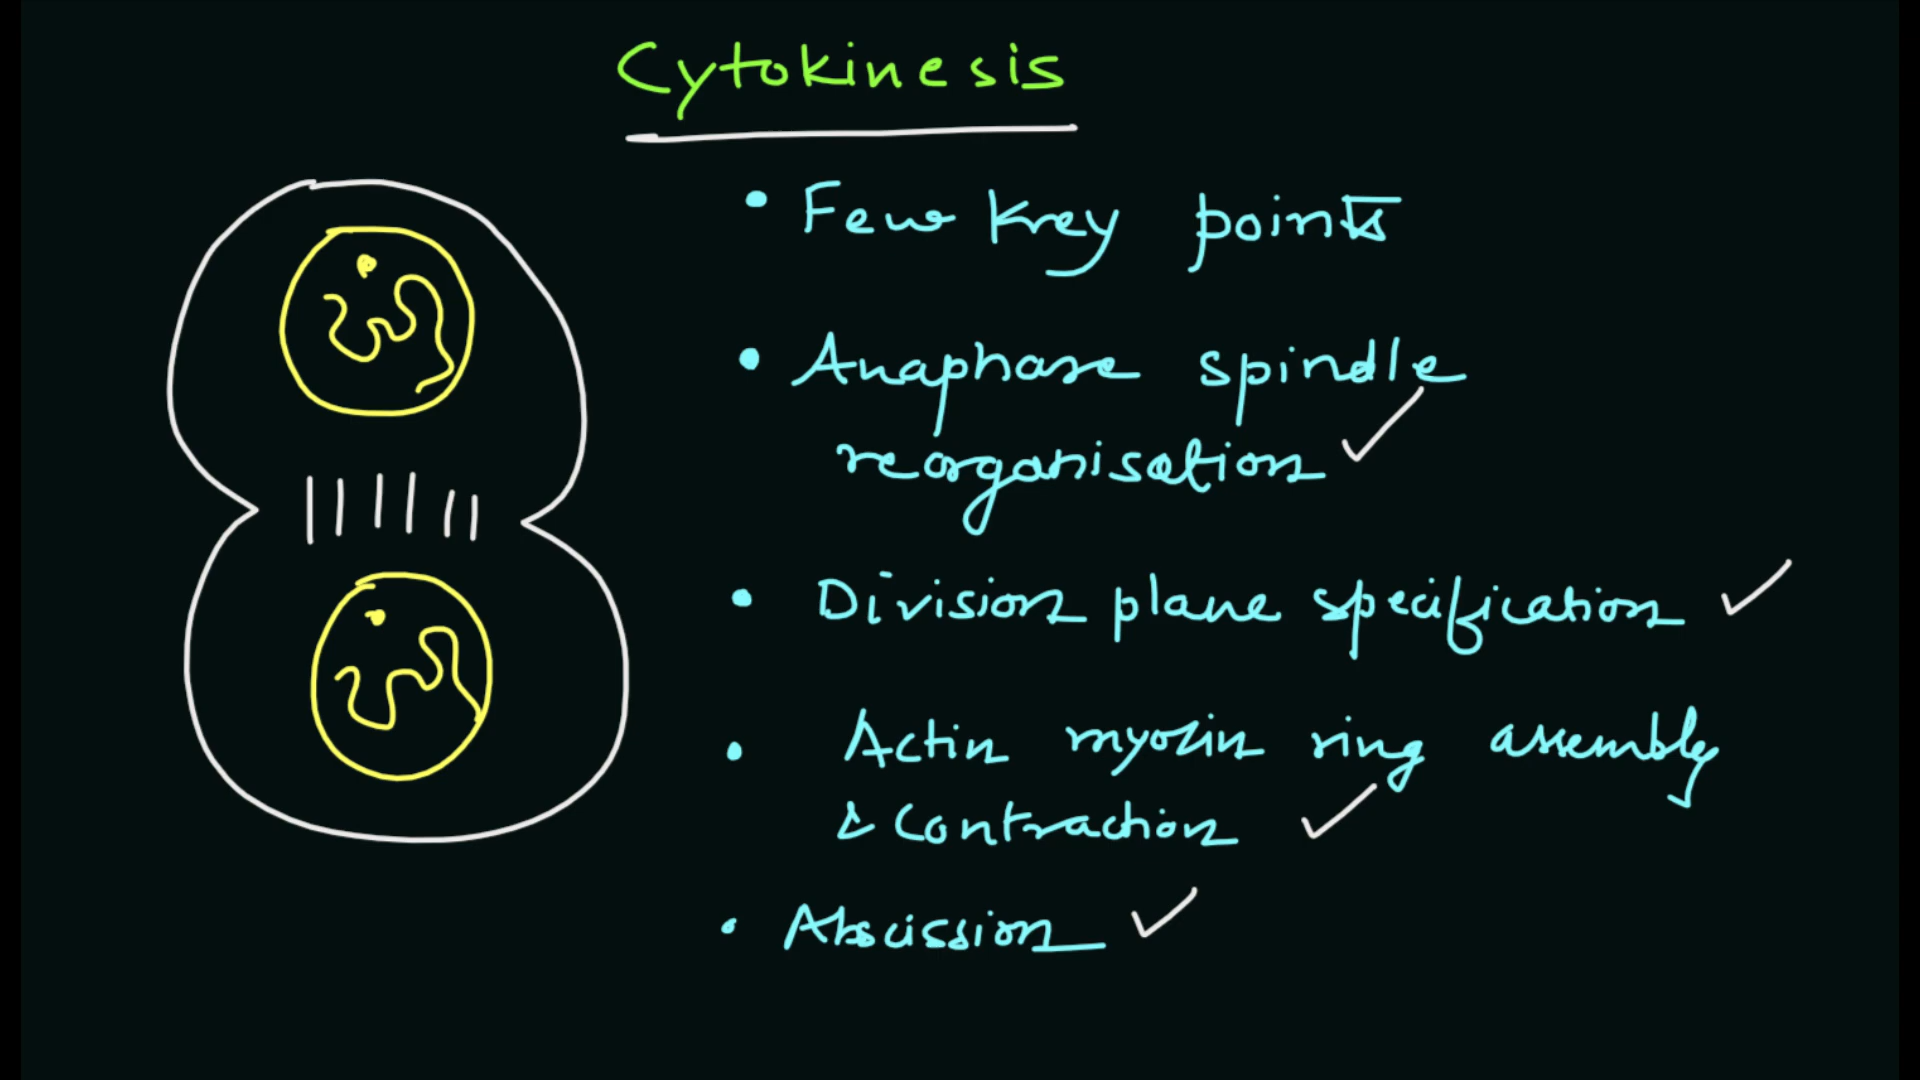 Cytokinesis
• Few Key points
• Anaphase spindle
reorganisation ✓
• Division plane specification ✓
• Actin myosin ring assembly
& Contraction ✓
• Abscission ✓